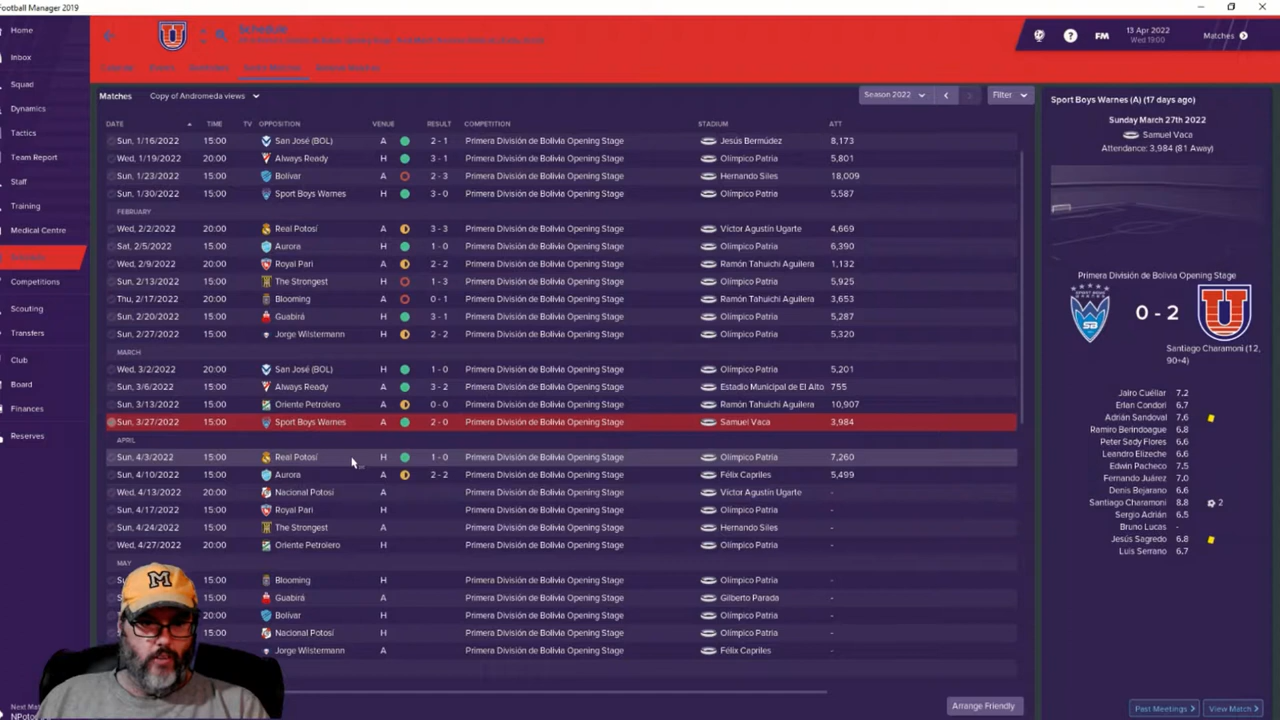 Football Manager 2019
Home
Inbox
Squad
Dynamics
Tactics
Team Report
Staff
Training
Medical Centre
Schedule
Competitions
Scouting
Transfers
Club
Board
Finances
Reserves
Schedule
13 Apr 2022
Wed 19:00
FM
Matches
Matches Copy of Andromeda views
Season 2022
Filter
DATE TIME TV OPPOSITION VENUE RESULT COMPETITION STADIUM ATT
Sun, 1/16/2022 15:00 San José (BOL) A 2 - 1 Primera División de Bolivia Opening Stage Jesús Bermúdez 8,173
Wed, 1/19/2022 20:00 Always Ready H 3 - 1 Primera División de Bolivia Opening Stage Olímpico Patria 5,801
Sun, 1/23/2022 15:00 Bolívar A 2 - 3 Primera División de Bolivia Opening Stage Hernando Siles 18,009
Sun, 1/30/2022 15:00 Sport Boys Warnes H 3 - 0 Primera División de Bolivia Opening Stage Olímpico Patria 5,587
FEBRUARY
Wed, 2/2/2022 20:00 Real Potosí A 3 - 3 Primera División de Bolivia Opening Stage Víctor Agustín Ugarte 4,669
Sat, 2/5/2022 15:00 Aurora H 1 - 0 Primera División de Bolivia Opening Stage Olímpico Patria 6,390
Wed, 2/9/2022 20:00 Royal Pari A 2 - 2 Primera División de Bolivia Opening Stage Ramón Tahuichi Aguilera 1,132
Sun, 2/13/2022 15:00 The Strongest H 1 - 3 Primera División de Bolivia Opening Stage Olímpico Patria 5,925
Thu, 2/17/2022 20:00 Blooming A 0 - 1 Primera División de Bolivia Opening Stage Ramón Tahuichi Aguilera 3,653
Sun, 2/20/2022 15:00 Guabirá H 3 - 1 Primera División de Bolivia Opening Stage Olímpico Patria 5,287
Sun, 2/27/2022 15:00 Jorge Wilstermann H 2 - 2 Primera División de Bolivia Opening Stage Olímpico Patria 5,320
MARCH
Wed, 3/2/2022 20:00 San José (BOL) H 1 - 0 Primera División de Bolivia Opening Stage Olímpico Patria 5,201
Sun, 3/6/2022 15:00 Always Ready A 3 - 2 Primera División de Bolivia Opening Stage Estadio Municipal de El Alto 755
Sun, 3/13/2022 15:00 Oriente Petrolero A 0 - 0 Primera División de Bolivia Opening Stage Ramón Tahuichi Aguilera 10,907
Sun, 3/27/2022 15:00 Sport Boys Warnes A 2 - 0 Primera División de Bolivia Opening Stage Samuel Vaca 3,984
APRIL
Sun, 4/3/2022 15:00 Real Potosí H 1 - 0 Primera División de Bolivia Opening Stage Olímpico Patria 7,260
Sun, 4/10/2022 15:00 Aurora A 2 - 2 Primera División de Bolivia Opening Stage Félix Capriles 5,499
Wed, 4/13/2022 20:00 Nacional Potosí A Primera División de Bolivia Opening Stage Víctor Agustín Ugarte -
Sun, 4/17/2022 15:00 Royal Pari H Primera División de Bolivia Opening Stage Olímpico Patria -
Sun, 4/24/2022 15:00 The Strongest A Primera División de Bolivia Opening Stage Hernando Siles -
Wed, 4/27/2022 20:00 Oriente Petrolero H Primera División de Bolivia Opening Stage Olímpico Patria -
MAY
15:00 Blooming H Primera División de Bolivia Opening Stage Olímpico Patria -
15:00 Guabirá A Primera División de Bolivia Opening Stage Gilberto Parada -
20:00 Bolívar H Primera División de Bolivia Opening Stage Olímpico Patria -
15:00 Nacional Potosí H Primera División de Bolivia Opening Stage Olímpico Patria -
15:00 Jorge Wilstermann A Primera División de Bolivia Opening Stage Félix Capriles -
Arrange Friendly
Sport Boys Warnes (A) (17 days ago)
Sunday March 27th 2022
Samuel Vaca
Attendance: 3,984 (81 Away)
Primera División de Bolivia Opening Stage
0 - 2
Santiago Charamoni (12,
90+4)
Jairo Cuéllar 7.2
Erlan Condori 6.7
Adrián Sandoval 7.6
Ramiro Berindoague 6.8
Peter Sady Flores 6.6
Leandro Elizeche 6.6
Edwin Pacheco 7.5
Fernando Juárez 7.0
Denis Bejarano 6.6
Santiago Charamoni 8.8 2
Sergio Adrián 6.5
Bruno Lucas -
Jesús Sagredo 6.8
Luis Serrano 6.7
Past Meetings
View Match
Next Mat
NPoto